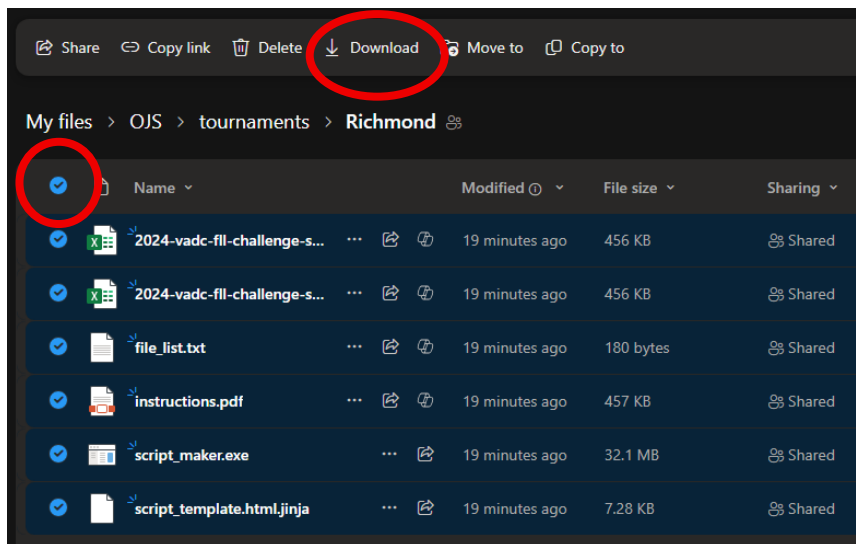 Share Copy link Delete Download Move to Copy to
My files > OJS > tournaments > Richmond
Name Modified File size Sharing
2024-vadc-fll-challenge-s... ... 19 minutes ago 456 KB Shared
2024-vadc-fll-challenge-s... ... 19 minutes ago 456 KB Shared
file_list.txt ... 19 minutes ago 180 bytes Shared
instructions.pdf ... 19 minutes ago 457 KB Shared
script_maker.exe ... 19 minutes ago 32.1 MB Shared
script_template.html.jinja ... 19 minutes ago 7.28 KB Shared